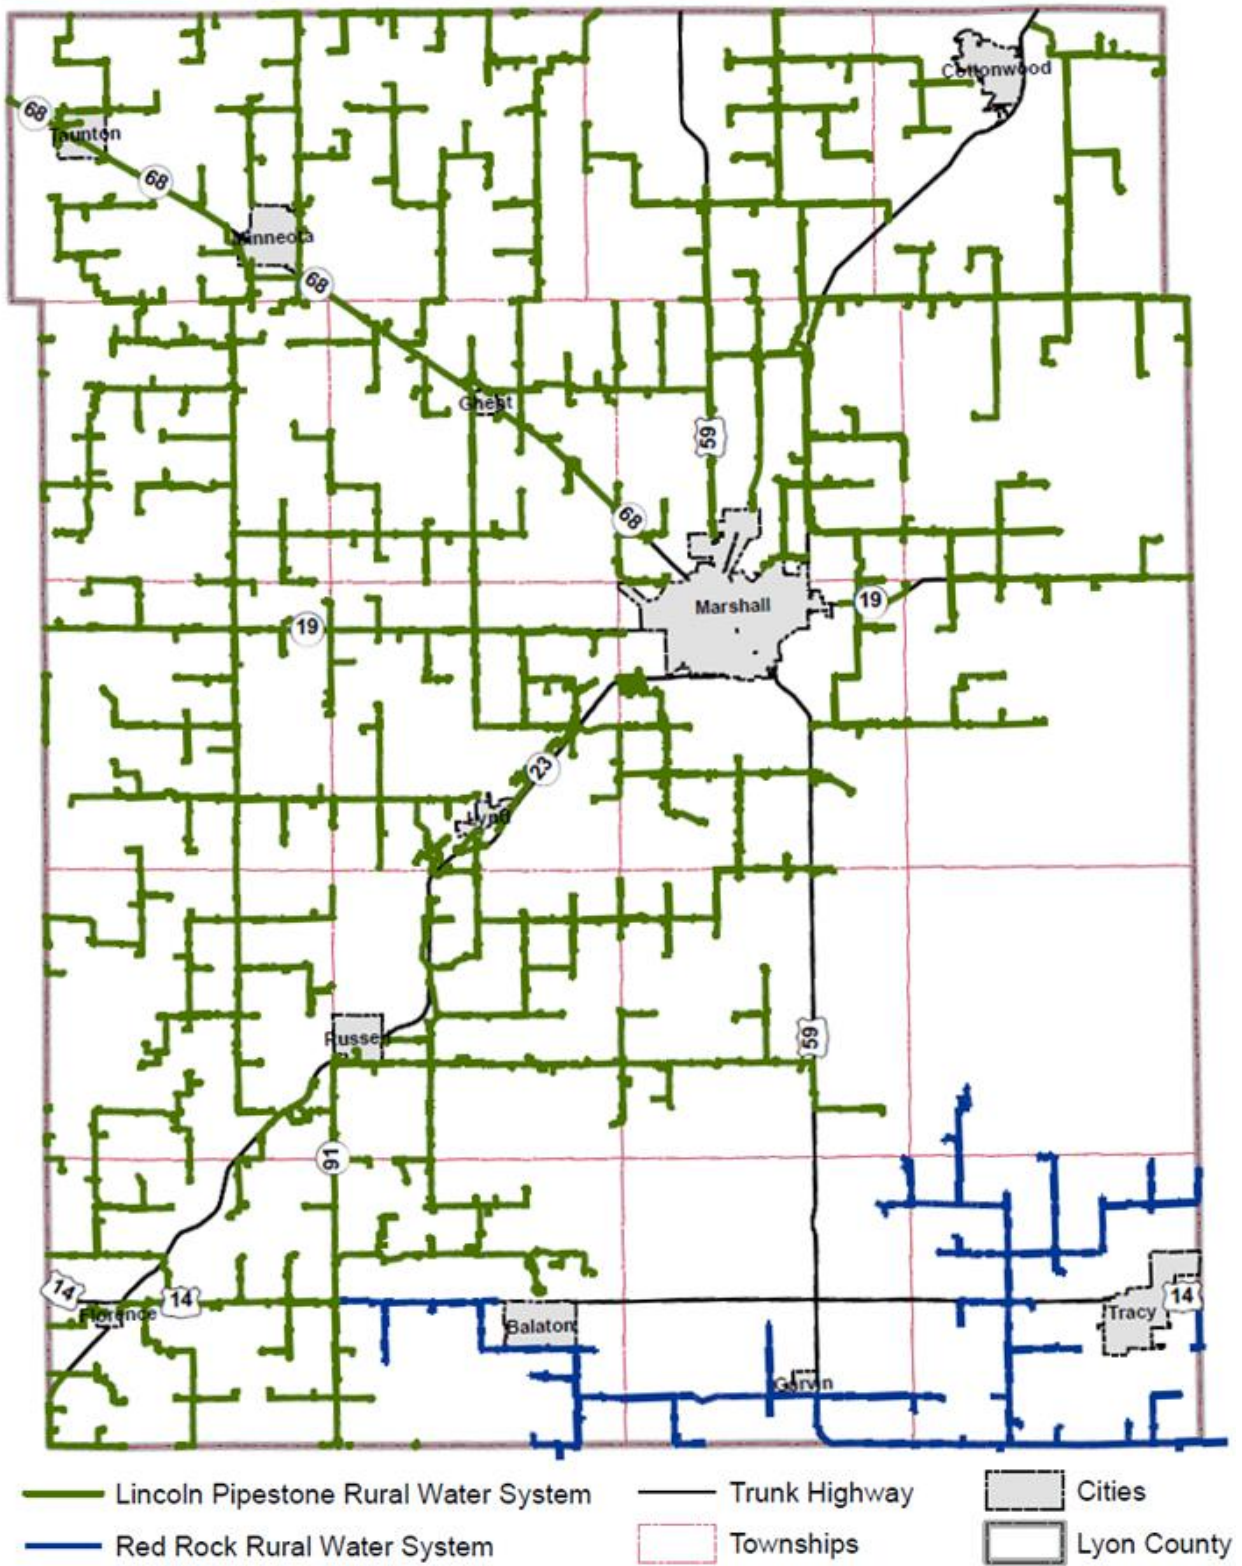 Cottonwood
68
Taunton
68
Minneota
68
Ghent
59
68
Marshall
19
19
23
Lynd
Russell
59
91
14
14
14
Florence
Balaton
Tracy
Garvin
Lincoln Pipestone Rural Water System
Trunk Highway
Cities
Red Rock Rural Water System
Townships
Lyon County